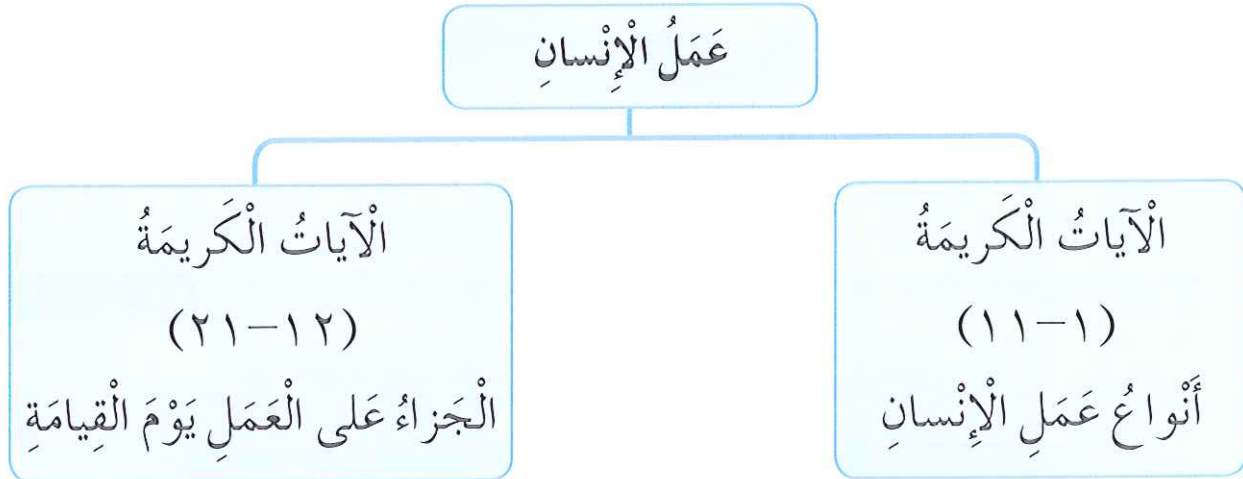 عَمَلُ الْإِنْسانِ
الْآياتُ الْكَريمَةُ
(١-١١)
أَنْواعُ عَمَلِ الْإِنْسانِ
الْآياتُ الْكَريمَةُ
(١٢-٢١)
الْجَزاءُ عَلى الْعَمَلِ يَوْمَ الْقِيامَةِ